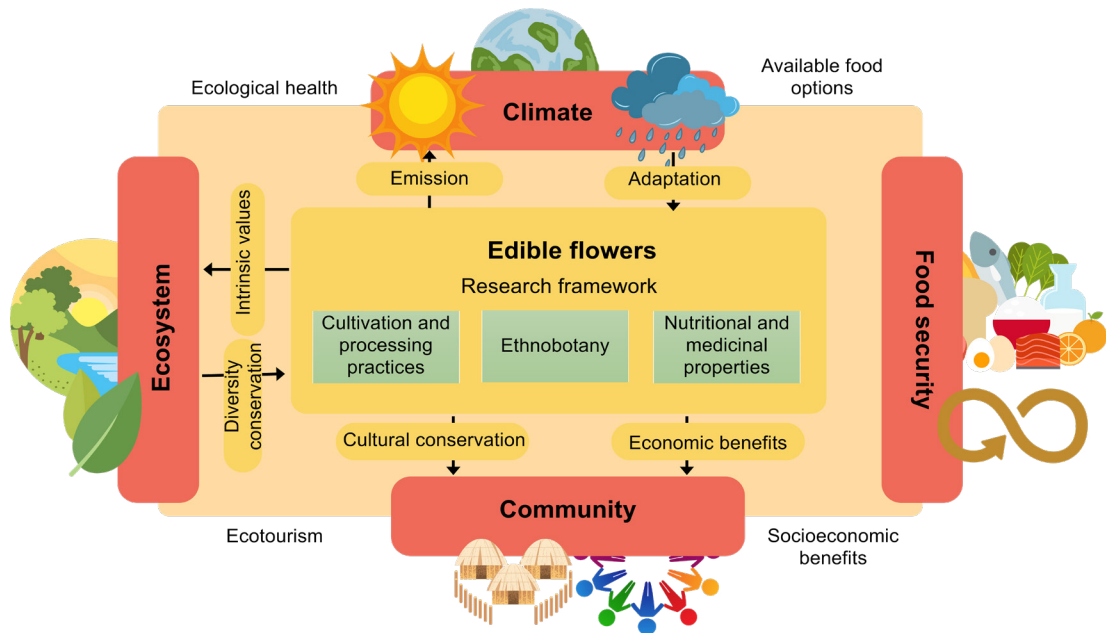 Ecological health
Available food
options
Climate
Emission
Adaptation
Ecosystem
Intrinsic values
Diversity
conservation
Edible flowers
Research framework
Cultivation and
processing
practices
Ethnobotany
Nutritional and
medicinal
properties
Food security
Cultural conservation
Economic benefits
Community
Ecotourism
Socioeconomic
benefits